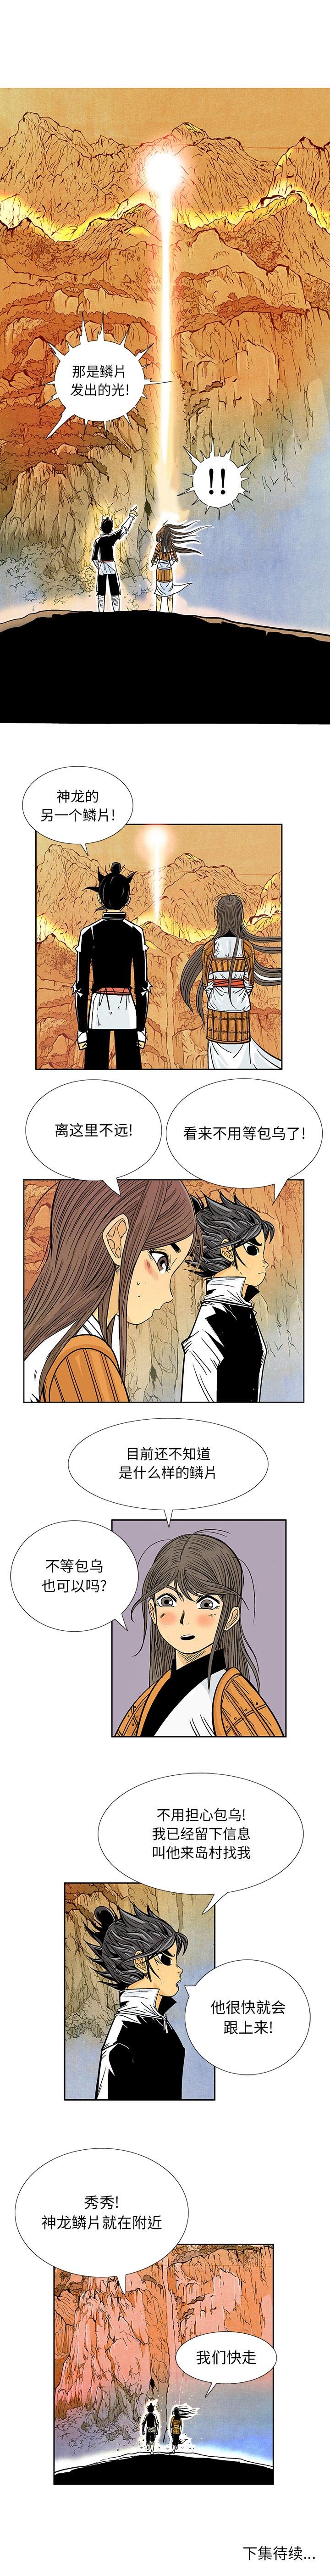 那是鳞片
发出的光!
!!
神龙的
另一个鳞片!
离这里不远!
看来不用等包乌了!
目前还不知道
是什么样的鳞片
不等包乌
也可以吗?
不用担心包乌!
我已经留下信息
叫他来岛村找我
他很快就会
跟上来!
秀秀!
神龙鳞片就在附近
我们快走
下集待续...